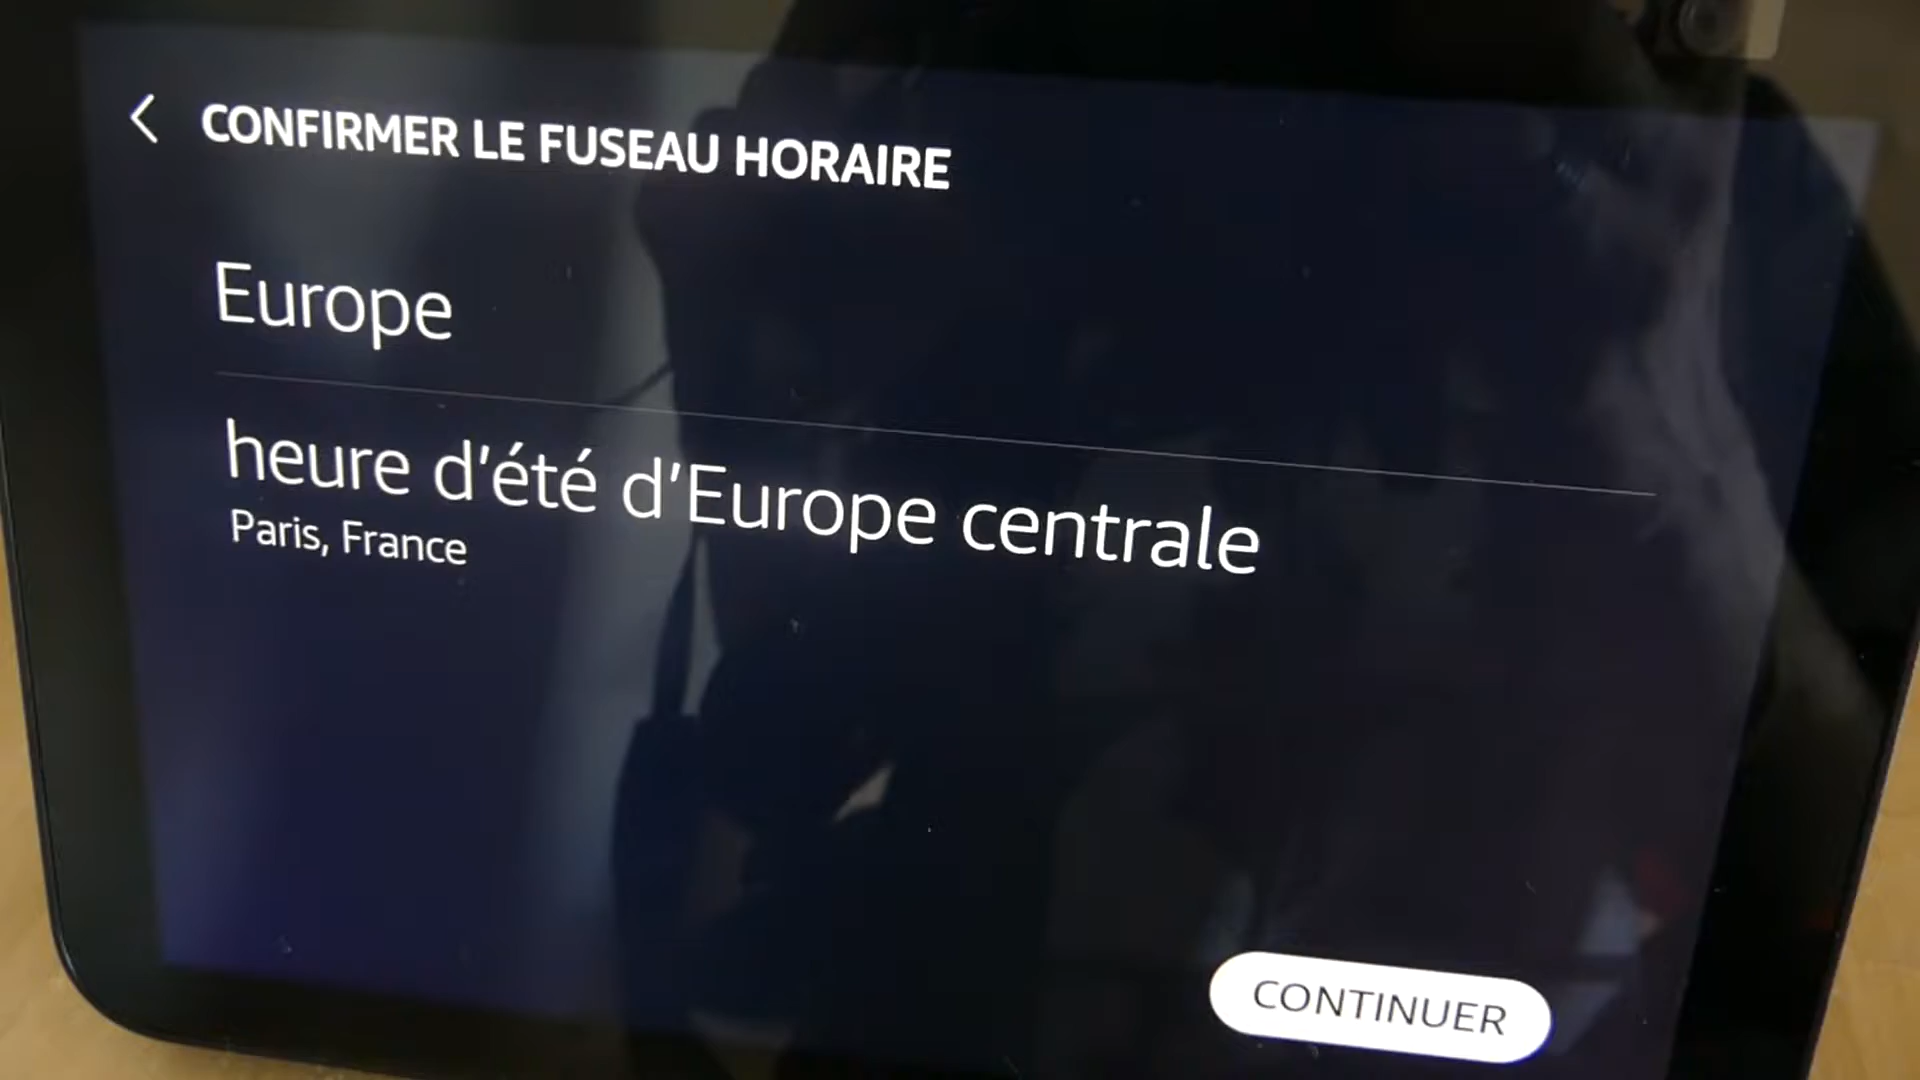 CONFIRMER LE FUSEAU HORAIRE
Europe
heure d'été d'Europe centrale
Paris, France
CONTINUER